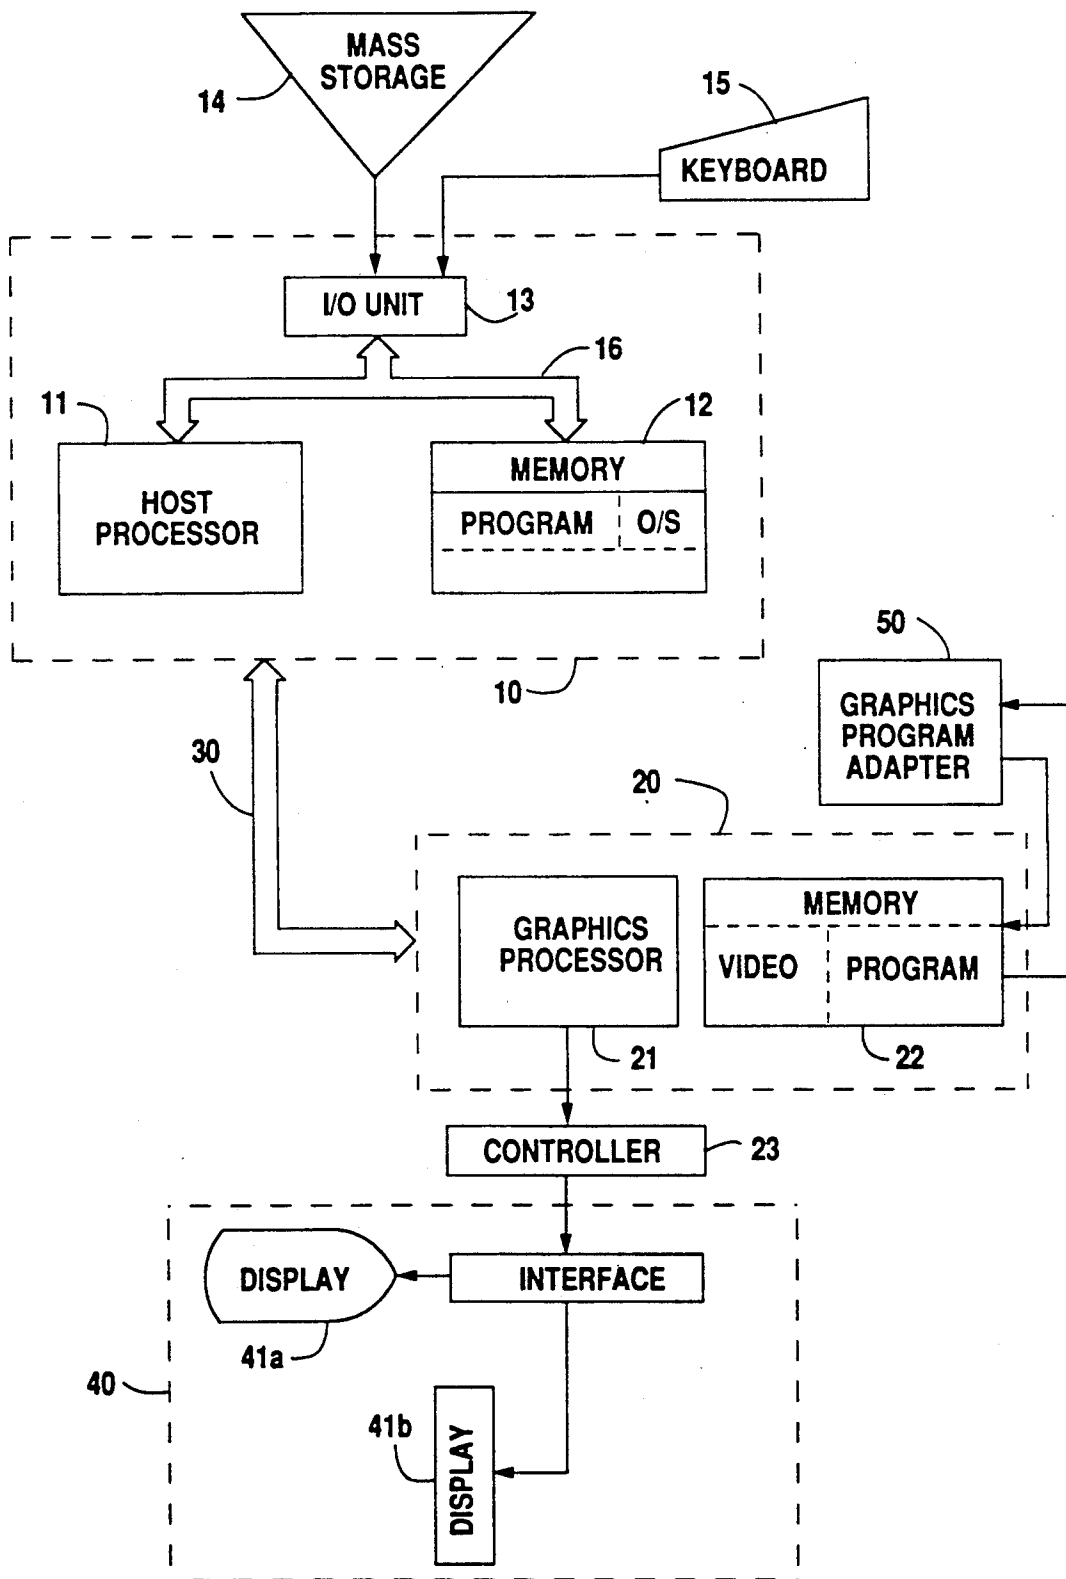 MASS
STORAGE
14
15
KEYBOARD
I/O UNIT
13
16
11
12
HOST
PROCESSOR
MEMORY
PROGRAM
O/S
10
50
GRAPHICS
PROGRAM
ADAPTER
30
20
GRAPHICS
PROCESSOR
MEMORY
VIDEO
PROGRAM
21
22
CONTROLLER
23
DISPLAY
INTERFACE
41a
40
41b
DISPLAY